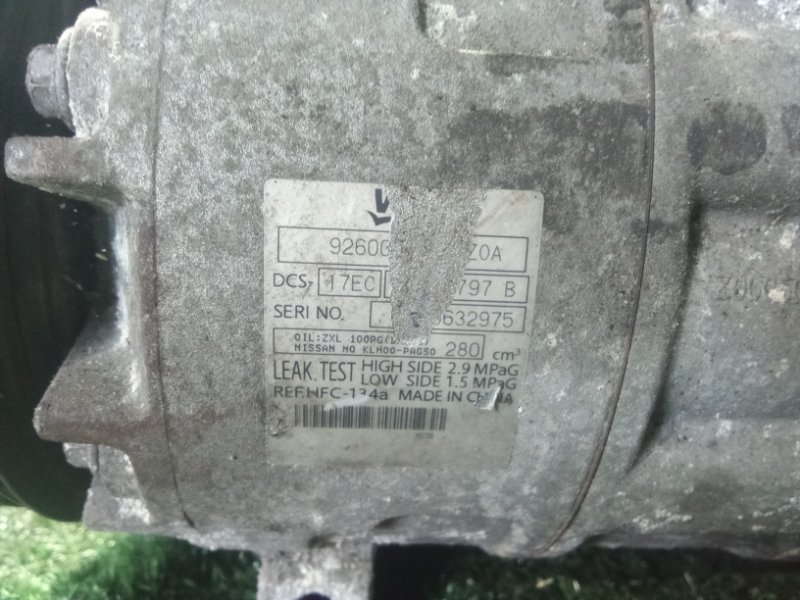 9260 Z0A
DCS- 17EC 797 B
SERI NO. 632975
OIL:ZXL 100PG
NISSAN NO KLH00-PAGS0 280 cm³
LEAK.TEST HIGH SIDE 2.9 MPaG
LOW SIDE 1.5 MPaG
REF.HFC-134a MADE IN CHINA